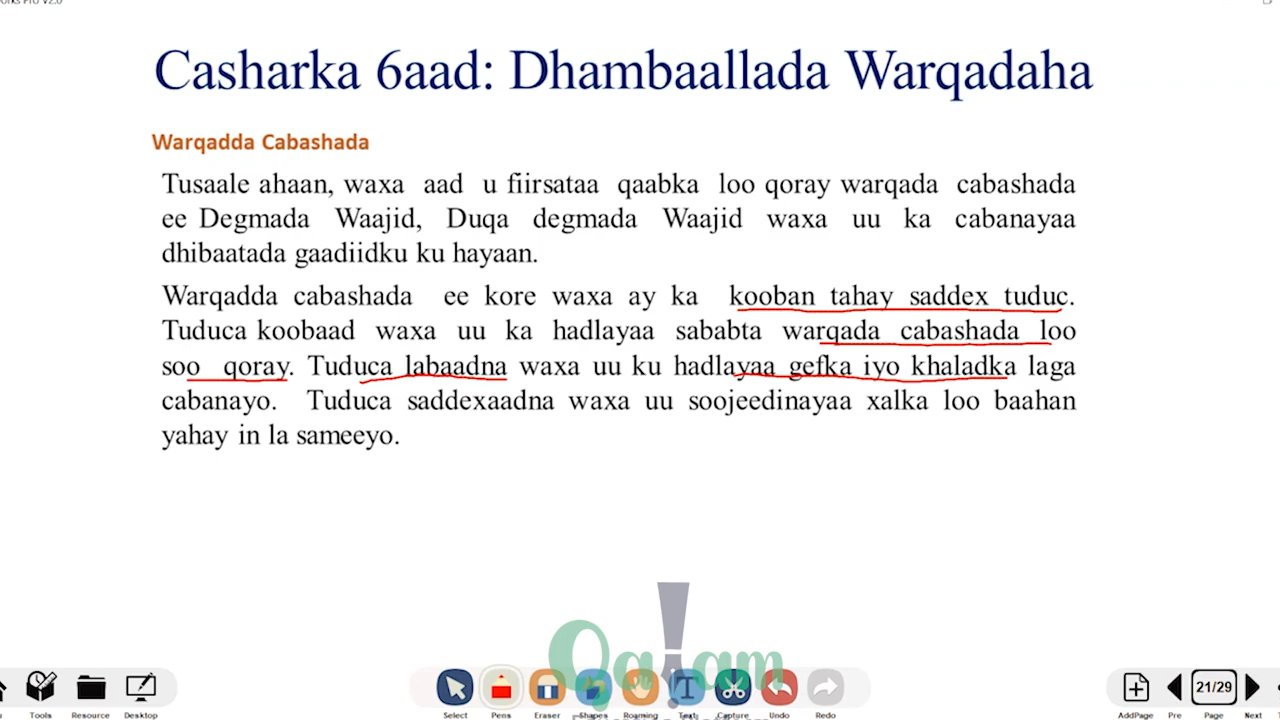 Casharka 6aad: Dhambaallada Warqadaha
Warqadda Cabashada
Tusaale ahaan, waxa aad u fiirsataa qaabka loo qoray warqada cabashada
ee Degmada Waajid, Duqa degmada Waajid waxa uu ka cabanayaa
dhibaatada gaadiidku ku hayaan.
Warqadda cabashada ee kore waxa ay ka kooban tahay saddex tuduc.
Tuduca koobaad waxa uu ka hadlayaa sababta warqada cabashada loo
soo qoray. Tuduca labaadna waxa uu ku hadlayaa gefka iyo khaladka laga
cabanayo. Tuduca saddexaadna waxa uu soojeedinayaa xalka loo baahan
yahay in la sameeyo.
Qalam
Tools Resource Desktop Select Pens Eraser Shapes Roaming Text Capture Undo Redo AddPage Pre 21/29 Page Next